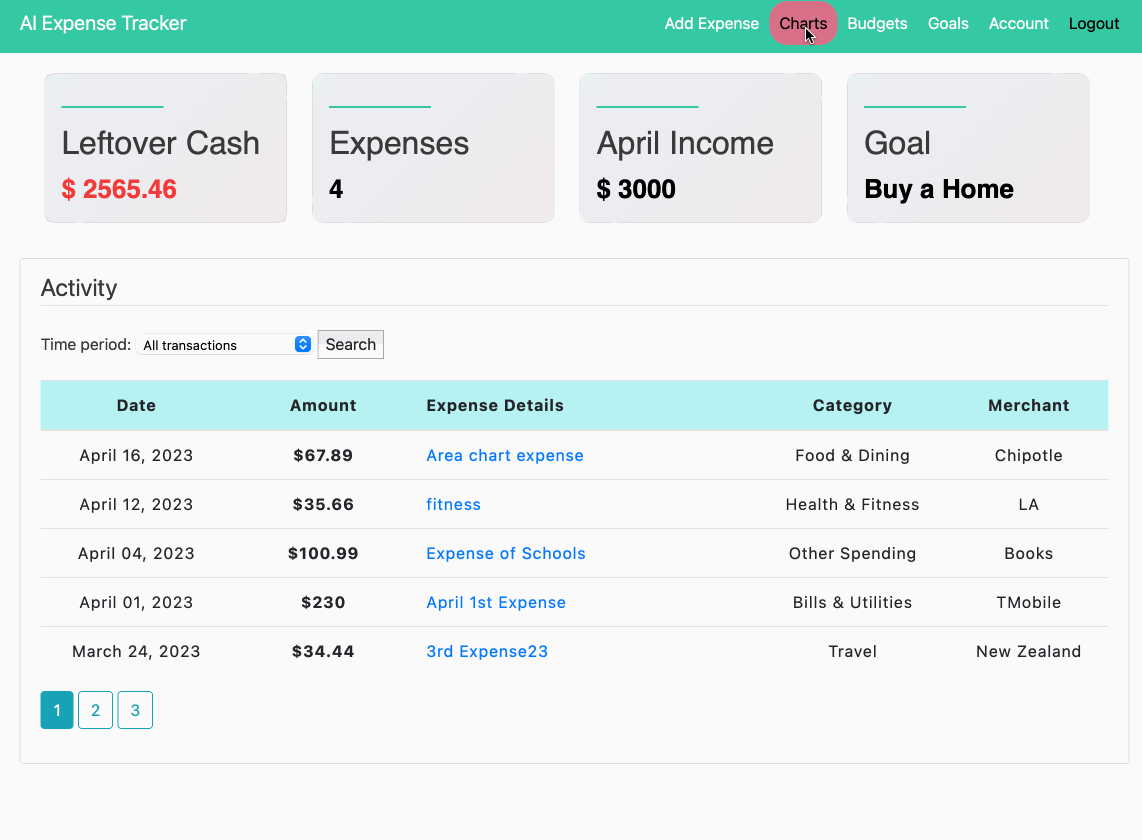 AI Expense Tracker Add Expense Charts Budgets Goals Account Logout
Leftover Cash Expenses April Income Goal
$ 2565.46 4 $ 3000 Buy a Home
Activity
Time period: All transactions Search
Date Amount Expense Details Category Merchant
April 16, 2023 $67.89 Area chart expense Food & Dining Chipotle
April 12, 2023 $35.66 fitness Health & Fitness LA
April 04, 2023 $100.99 Expense of Schools Other Spending Books
April 01, 2023 $230 April 1st Expense Bills & Utilities TMobile
March 24, 2023 $34.44 3rd Expense23 Travel New Zealand
1 2 3